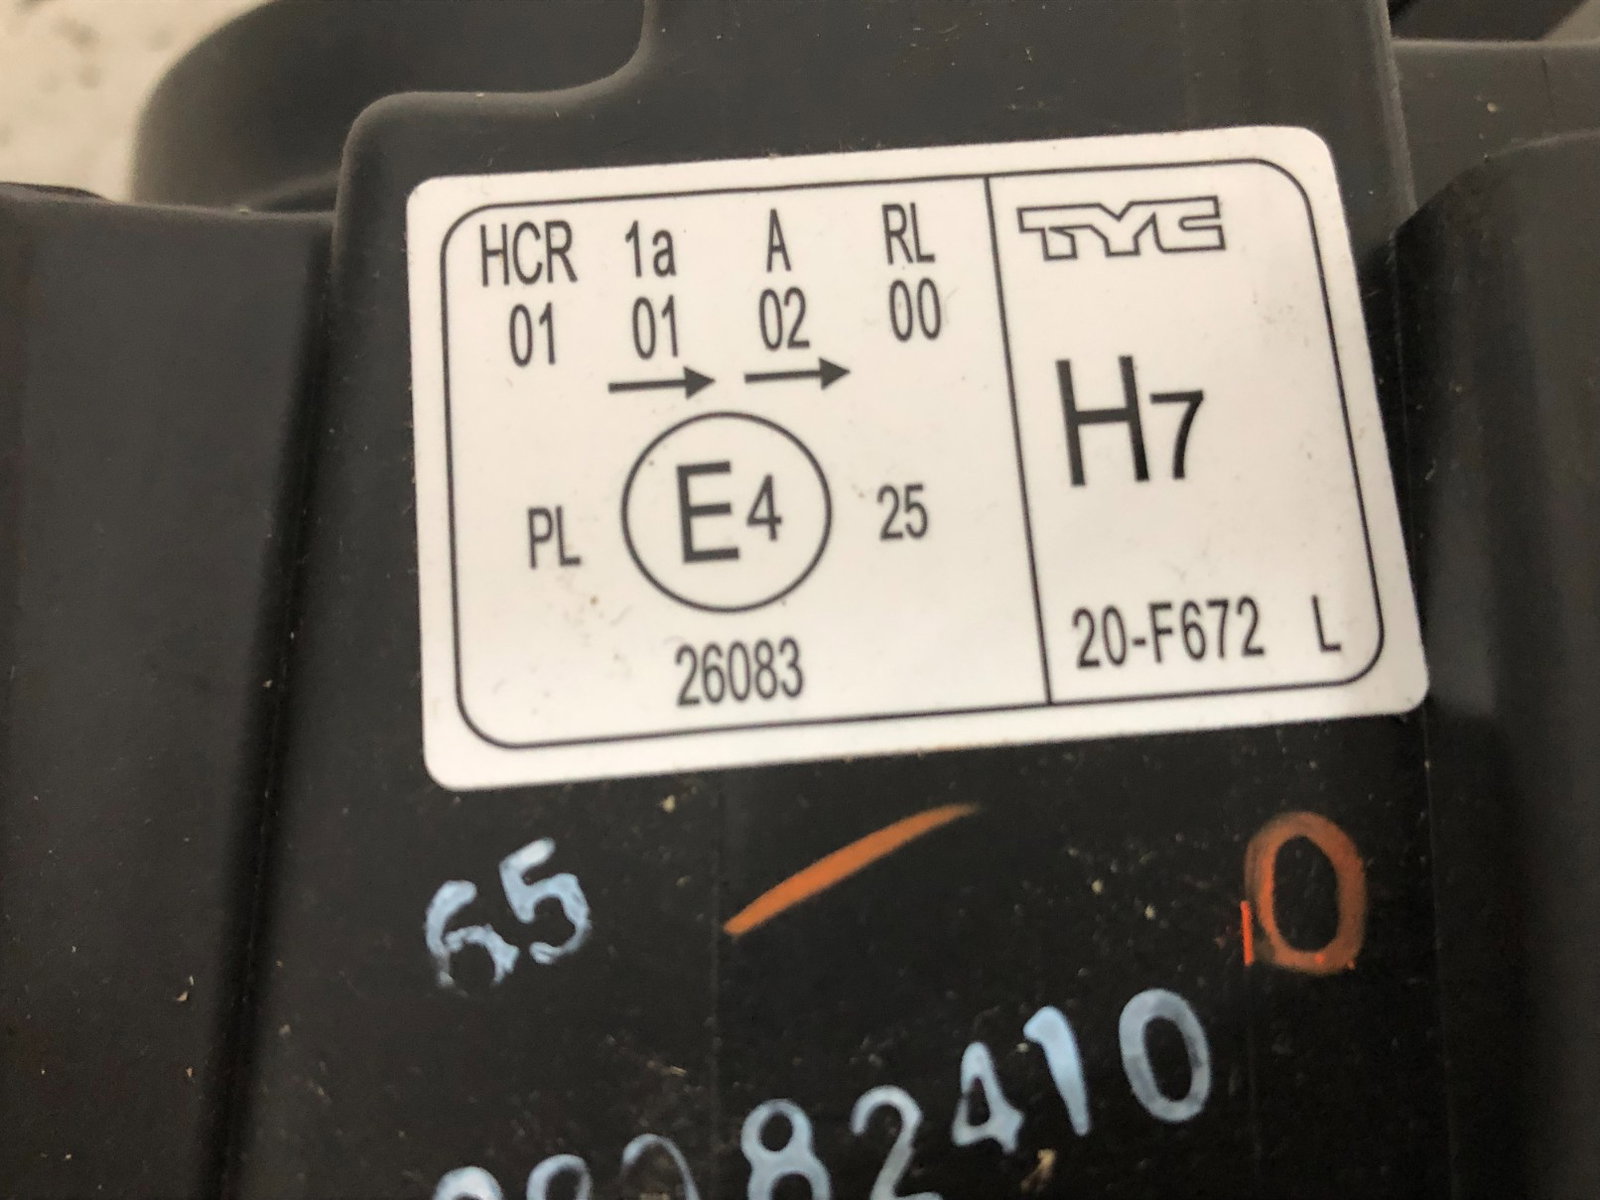 HCR 1a A RL
01 01 02 00
TYC
H7
PL E4 25
26083
20-F672 L
65
0
82410